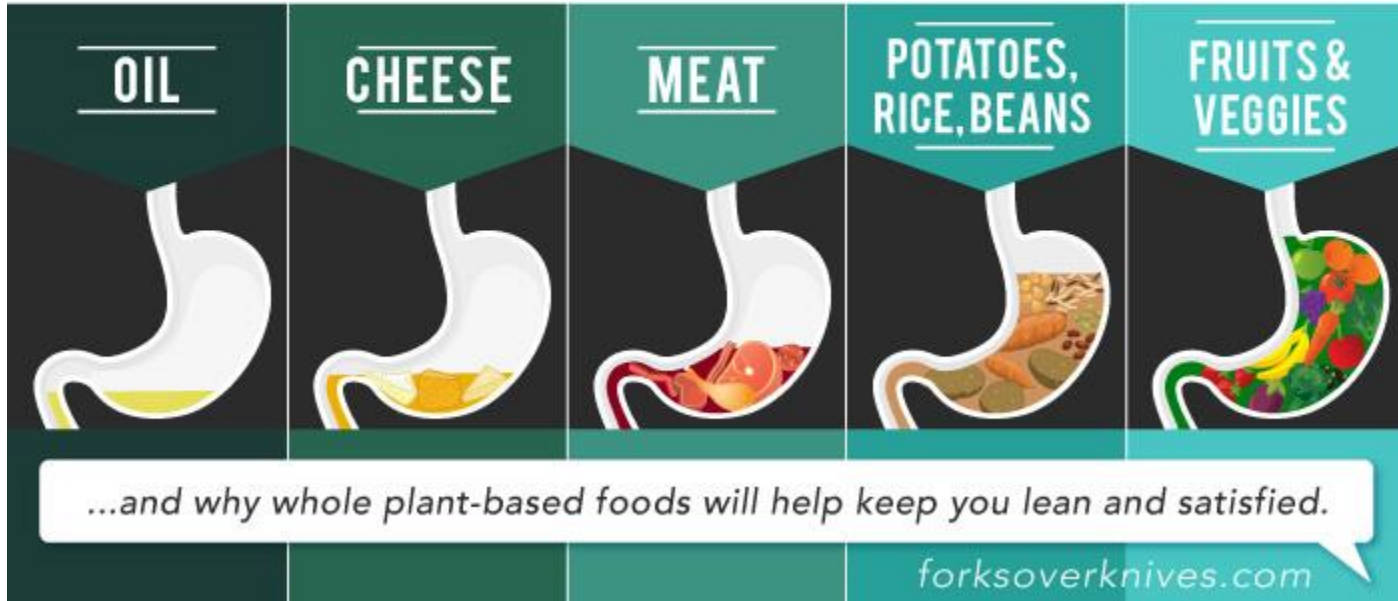 OIL
CHEESE
MEAT
POTATOES,
RICE, BEANS
FRUITS &
VEGGIES
...and why whole plant-based foods will help keep you lean and satisfied.
forksoverknives.com